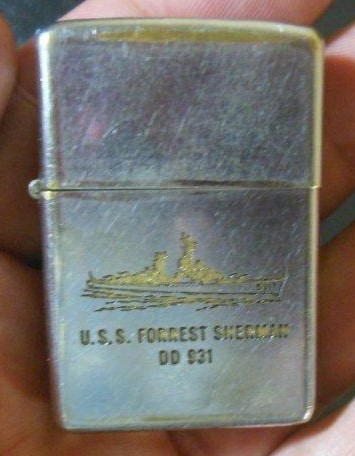 U.S.S. FORREST SHERMAN
DD 931